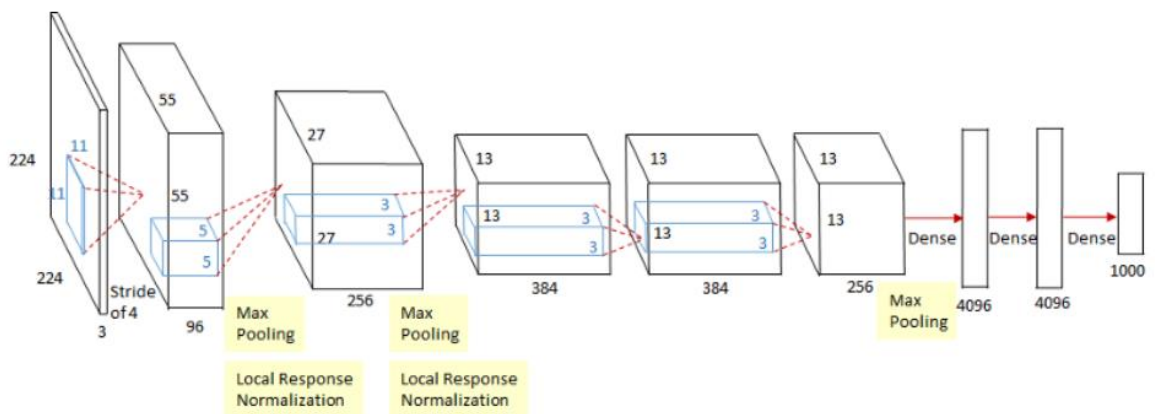 224
11
11
224
3
Stride
of 4
55
55
5
5
96
Max
Pooling
Local Response
Normalization
27
3
3
27
256
Max
Pooling
Local Response
Normalization
13
13
3
3
384
13
13
3
3
384
13
13
256
Dense
Max
Pooling
4096
Dense
4096
Dense
1000